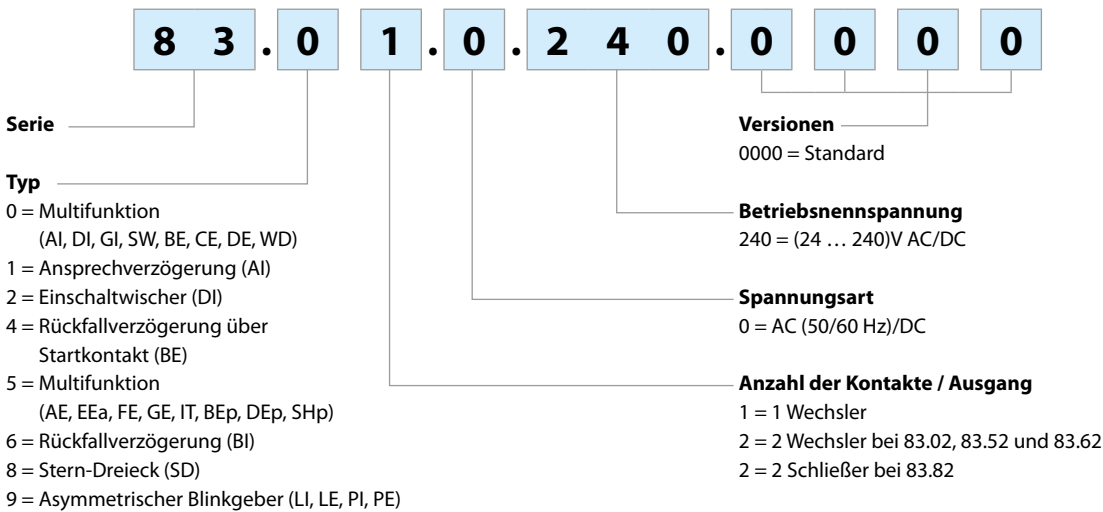 8 3 . 0 1 . 0 . 2 4 0 . 0 0 0 0
Serie
Typ
0 = Multifunktion
(AI, DI, GI, SW, BE, CE, DE, WD)
1 = Ansprechverzögerung (AI)
2 = Einschaltwischer (DI)
4 = Rückfallverzögerung über
Startkontakt (BE)
5 = Multifunktion
(AE, EEa, FE, GE, IT, BEp, DEp, SHp)
6 = Rückfallverzögerung (BI)
8 = Stern-Dreieck (SD)
9 = Asymmetrischer Blinkgeber (LI, LE, PI, PE)
Versionen
0000 = Standard
Betriebsnennspannung
240 = (24 … 240)V AC/DC
Spannungsart
0 = AC (50/60 Hz)/DC
Anzahl der Kontakte / Ausgang
1 = 1 Wechsler
2 = 2 Wechsler bei 83.02, 83.52 und 83.62
2 = 2 Schließer bei 83.82